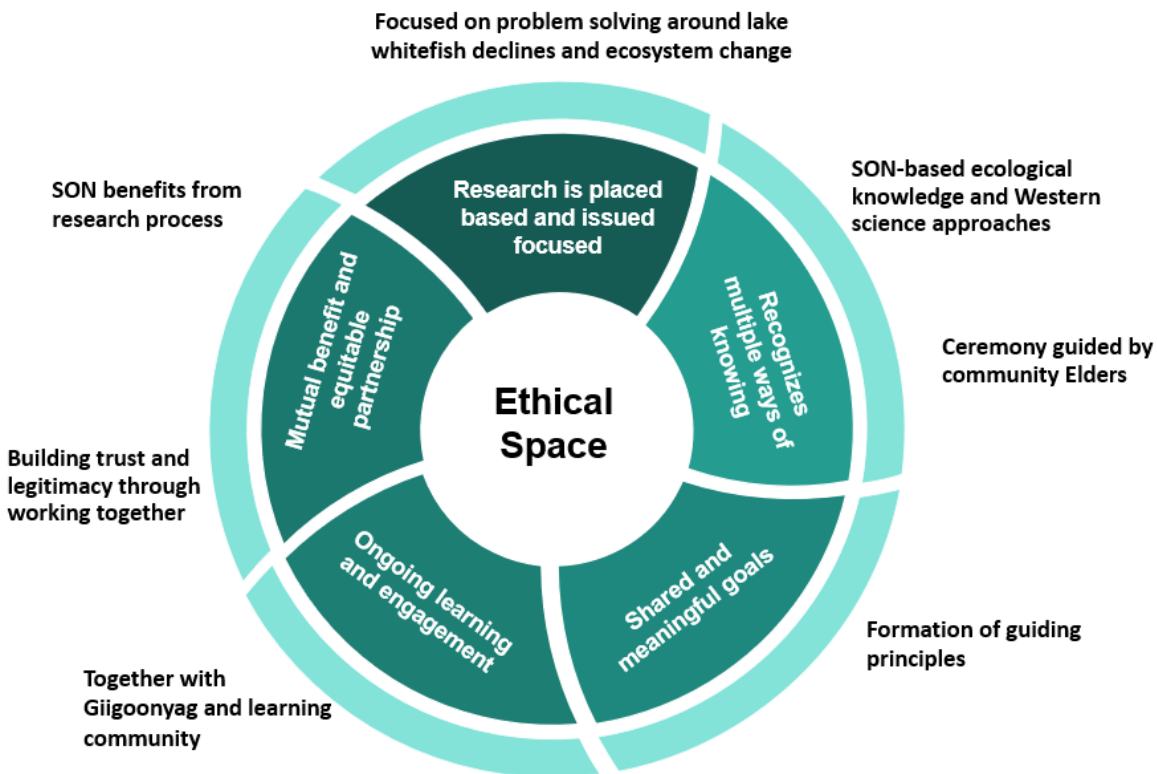 Focused on problem solving around lake
whitefish declines and ecosystem change
SON-based ecological
knowledge and Western
science approaches
Ceremony guided by
community Elders
Formation of guiding
principles
Together with
Giigoonyag and learning
community
Building trust and
legitimacy through
working together
SON benefits from
research process
Research is placed
based and issued
focused
Recognizes
multiple ways of
knowing
Shared and
meaningful goals
Ongoing learning
and engagement
Mutual benefit and
equitable
partnership
Ethical
Space